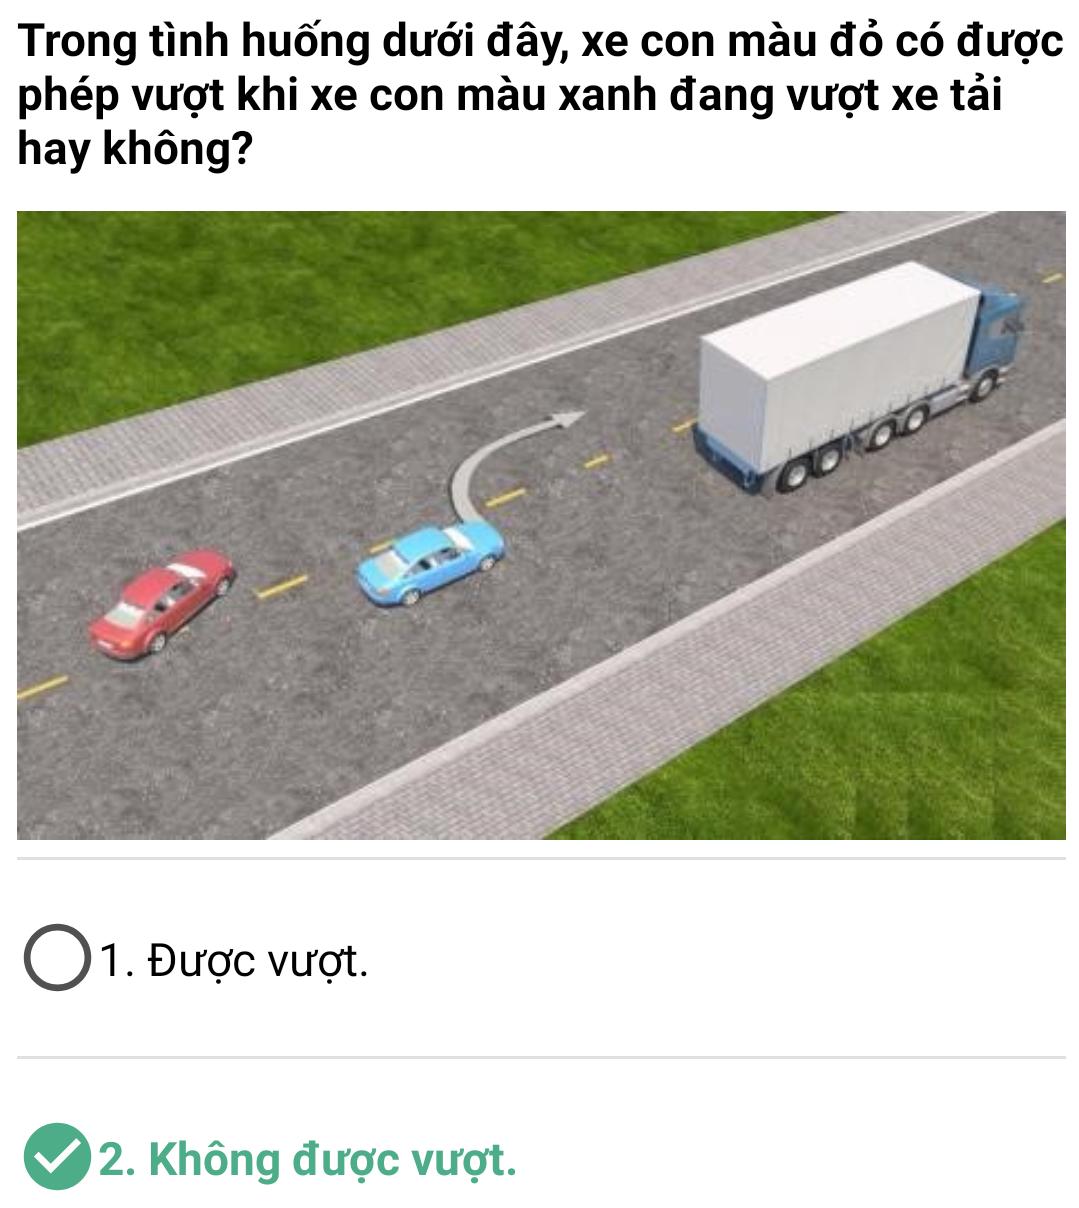 Trong tình huống dưới đây, xe con màu đỏ có được
phép vượt khi xe con màu xanh đang vượt xe tải
hay không?
1. Được vượt.
2. Không được vượt.